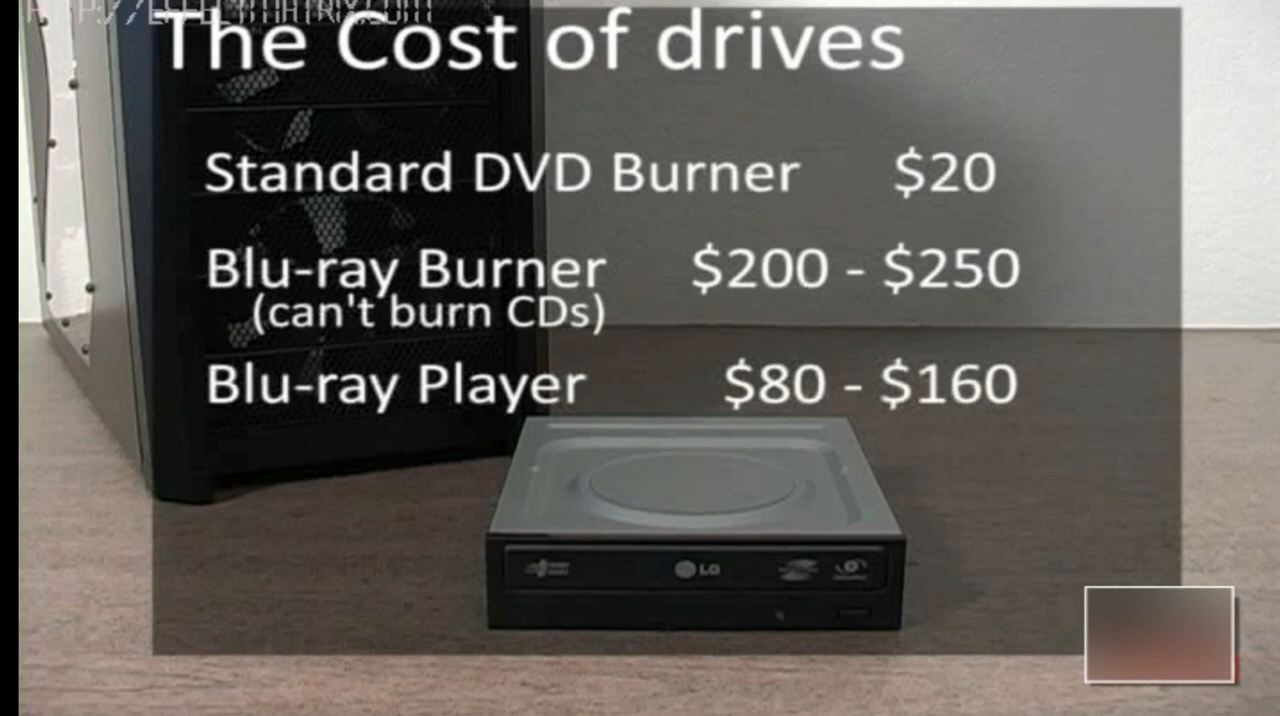 The Cost of drives
Standard DVD Burner $20
Blu-ray Burner $200 - $250
(can't burn CDs)
Blu-ray Player $80 - $160
LG